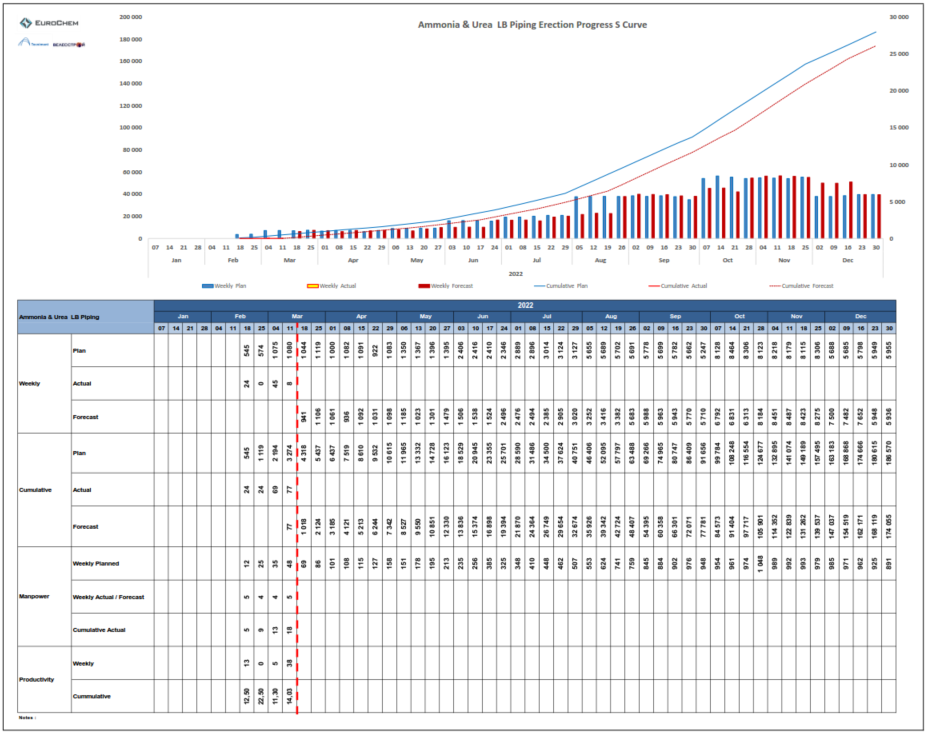 EUROCHEM
Ammonia & Urea LB Piping Erection Progress S Curve
200 000
180 000
160 000
140 000
120 000
100 000
80 000
60 000
40 000
20 000
0
30 000
25 000
20 000
15 000
10 000
5 000
0
07 14 21 28 04 11 18 25 04 11 18 25 01 08 15 22 29 06 13 20 27 03 10 17 24 01 08 15 22 29 05 12 19 26 02 09 16 23 30 07 14 21 28 04 11 18 25 02 09 16 23 30
Jan Feb Mar Apr May Jun Jul Aug Sep Oct Nov Dec
2022
Weekly Plan Weekly Actual Weekly Forecast Cumulative Plan Cumulative Actual Cumulative Forecast
Ammonia & Urea LB Piping
2022
Jan Feb Mar Apr May Jun Jul Aug Sep Oct Nov Dec
07 14 21 28 04 11 18 25 04 11 18 25 01 08 15 22 29 06 13 20 27 03 10 17 24 01 08 15 22 29 05 12 19 26 02 09 16 23 30 07 14 21 28 04 11 18 25 02 09 16 23 30
Weekly
Plan 545 574 1 075 1 080 1 044 1 119 1 000 1 082 1 091 922 1 083 1 350 1 367 1 396 1 395 2 406 2 416 2 410 2 346 2 889 2 896 3 014 3 124 3 127 5 655 5 689 5 702 5 691 5 778 5 699 5 782 5 662 5 247 8 128 8 464 8 306 8 123 8 218 8 179 8 115 8 306 5 688 5 685 5 798 5 949 5 955
Actual 24 0 45 8
Forecast 941 1 106 1 061 936 1 092 1 031 1 098 1 185 1 023 1 301 1 479 1 506 1 538 1 524 2 496 2 476 2 494 2 385 2 905 3 020 3 252 3 416 3 382 5 683 5 988 5 963 5 943 5 770 5 710 6 792 6 831 6 313 8 184 8 451 8 487 8 423 8 275 7 500 7 482 7 652 5 948 5 936
Cumulative
Plan 545 1 119 2 194 3 274 4 318 5 437 6 437 7 519 8 610 9 532 10 615 11 965 13 332 14 728 16 123 18 529 20 945 23 355 25 701 28 590 31 486 34 500 37 624 40 751 46 406 52 095 57 797 63 488 69 266 74 965 80 747 86 409 91 656 99 784 108 248 116 554 124 677 132 895 141 074 149 189 157 495 163 183 168 868 174 666 180 615 186 570
Actual 24 24 69 77
Forecast 77 1 018 2 124 3 185 4 121 5 213 6 244 7 342 8 527 9 550 10 851 12 330 13 836 15 374 16 898 19 394 21 870 24 364 26 749 29 654 32 674 35 926 39 342 42 724 48 407 54 395 60 358 66 301 72 071 77 781 84 573 91 404 97 717 105 901 114 352 122 839 131 262 139 537 147 037 154 519 162 171 168 119 174 055
Manpower
Weekly Planned 12 25 35 48 69 86 101 108 115 127 158 151 178 195 213 235 256 385 325 348 410 448 462 507 553 624 741 759 845 884 902 976 948 954 961 974 1 048 989 992 993 979 985 971 962 925 891
Weekly Actual / Forecast 5 4 4 5
Cumulative Actual 5 9 13 18
Productivity
Weekly 13 0 5 38
Cummulative 12,50 22,50 11,30 14,03
Notes :